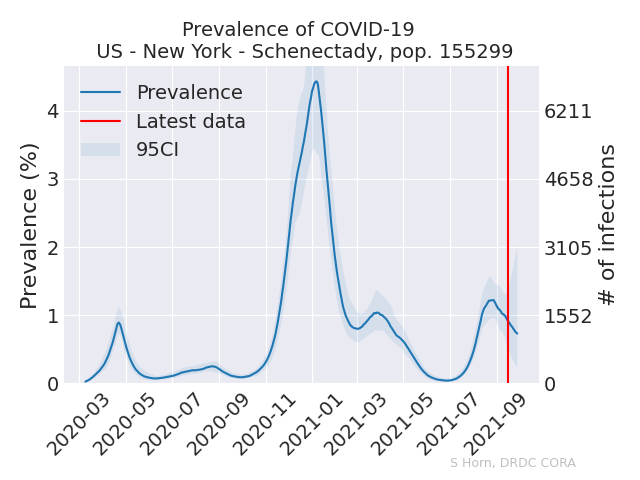 Prevalence of COVID-19
US - New York - Schenectady, pop. 155299
Prevalence
Latest data
95CI
Prevalence (%)
4
3
2
1
0
6211
4658
3105
1552
0
# of infections
2020-03
2020-05
2020-07
2020-09
2020-11
2021-01
2021-03
2021-05
2021-07
2021-09
S Horn, DRDC CORA